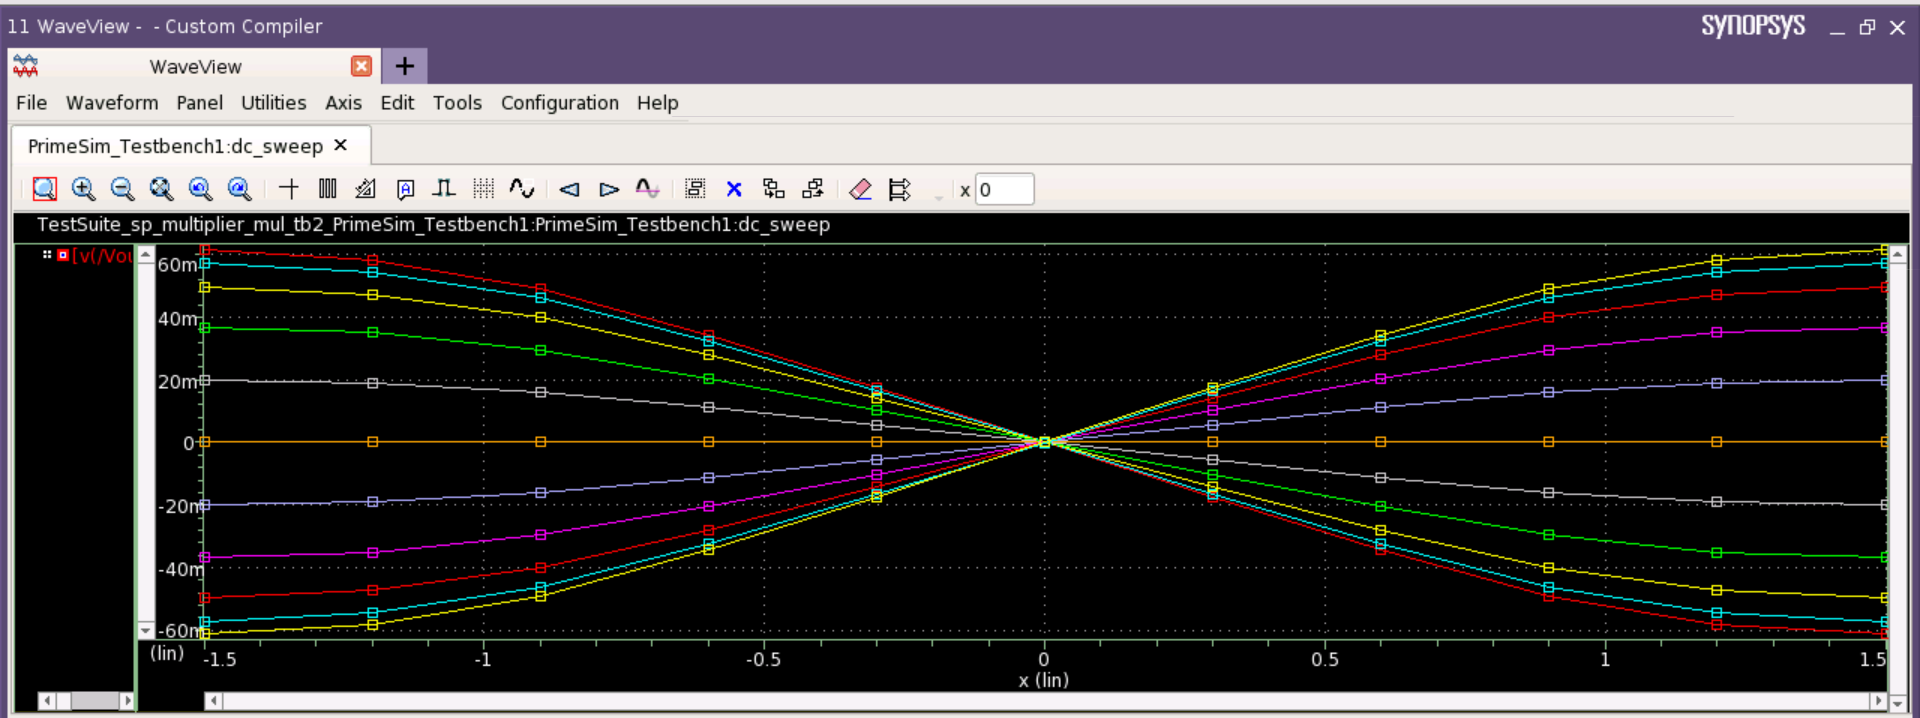 11 WaveView - - Custom Compiler SYNOPSYS
WaveView
File Waveform Panel Utilities Axis Edit Tools Configuration Help
PrimeSim_Testbench1:dc_sweep
x 0
TestSuite_sp_multiplier_mul_tb2_PrimeSim_Testbench1:PrimeSim_Testbench1:dc_sweep
[v(/Vou
60m
40m
20m
0
-20m
-40m
-60m
(lin) -1.5 -1 -0.5 0 0.5 1 1.5
x (lin)